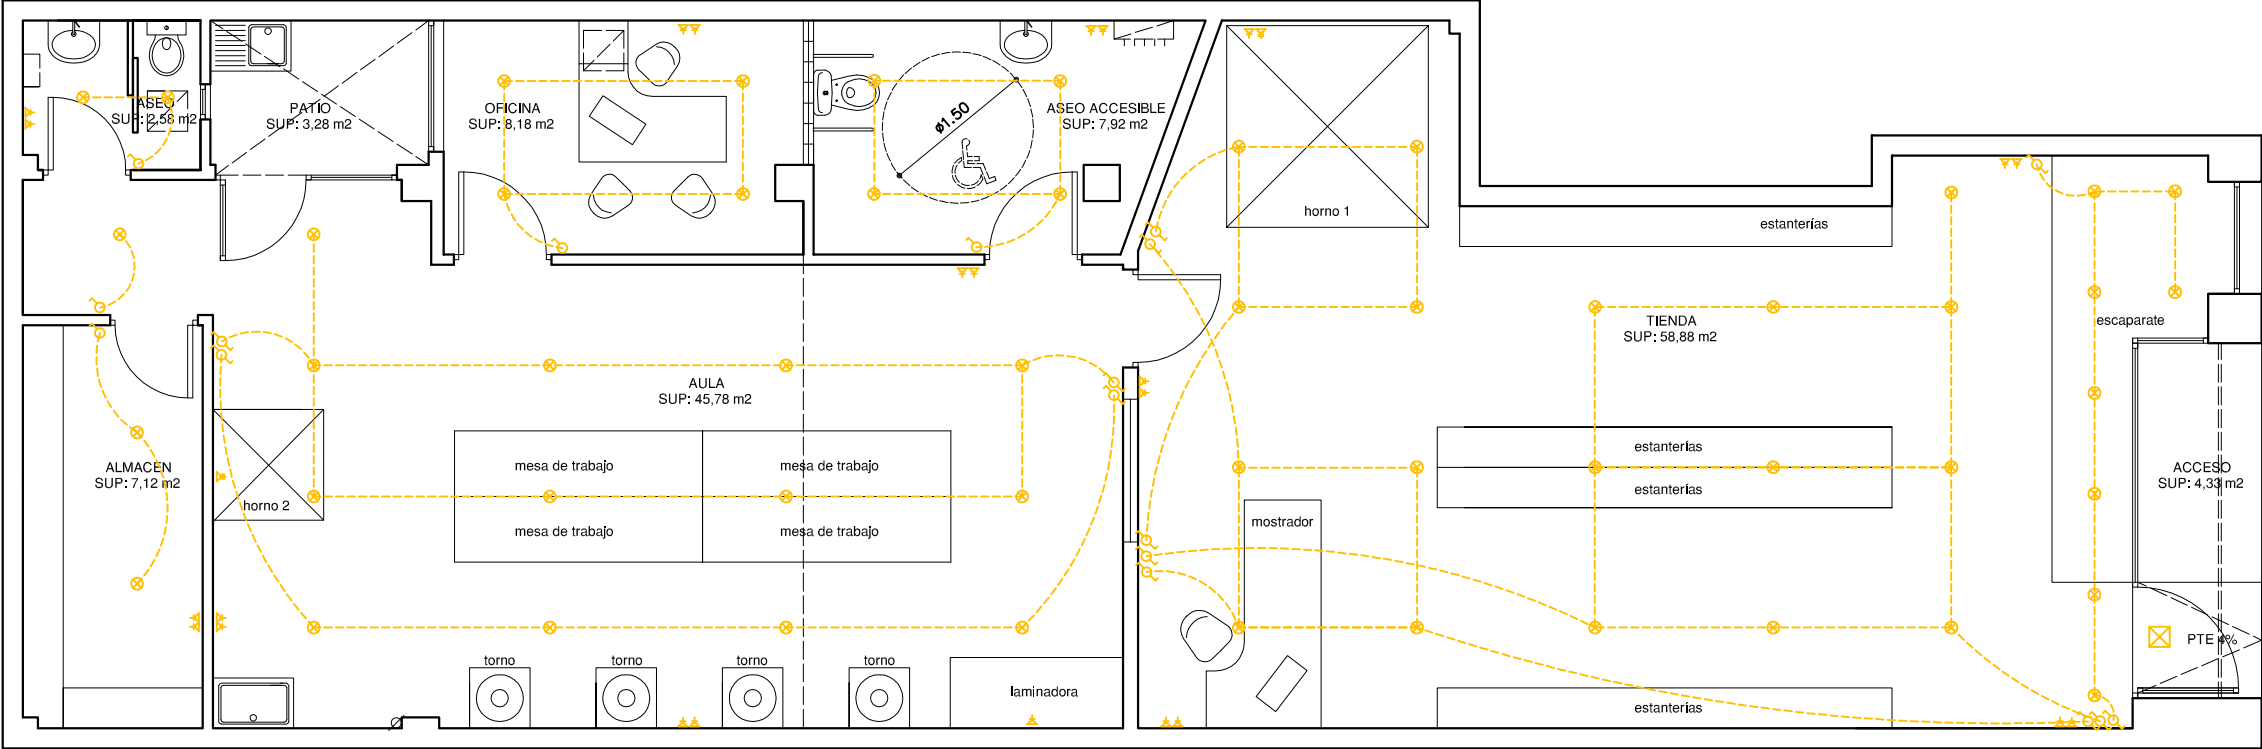 ASEO
SUP: 2,58 m2
PATIO
SUP: 3,28 m2
OFICINA
SUP: 8,18 m2
ø1.50
ASEO ACCESIBLE
SUP: 7,92 m2
horno 1
estanterías
TIENDA
SUP: 58,88 m2
escaparate
AULA
SUP: 45,78 m2
ALMACEN
SUP: 7,12 m2
horno 2
mesa de trabajo
mesa de trabajo
mesa de trabajo
mesa de trabajo
estanterías
estanterías
ACCESO
SUP: 4,33 m2
mostrador
PTE 4%
torno
torno
torno
torno
laminadora
estanterías